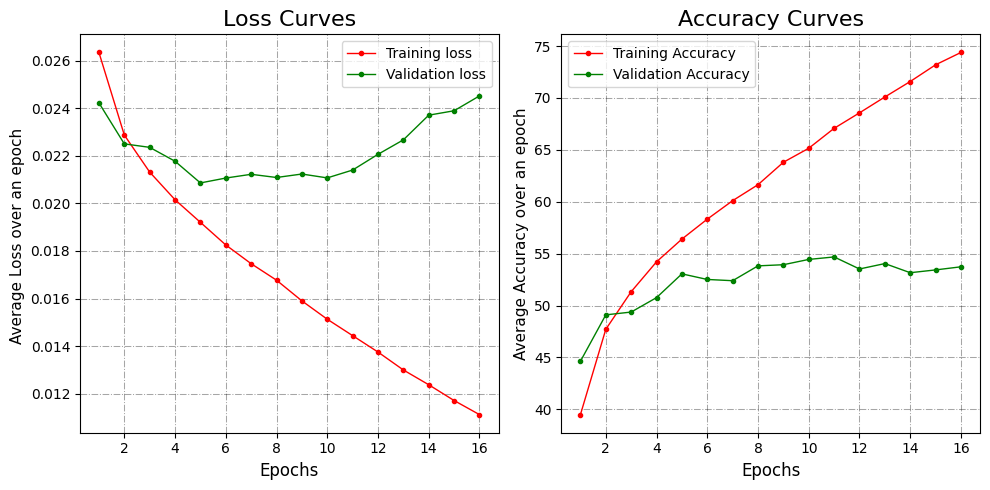 Loss Curves
Training loss
Validation loss
Average Loss over an epoch
0.026
0.024
0.022
0.020
0.018
0.016
0.014
0.012
2 4 6 8 10 12 14 16
Epochs
Accuracy Curves
Training Accuracy
Validation Accuracy
Average Accuracy over an epoch
75
70
65
60
55
50
45
40
2 4 6 8 10 12 14 16
Epochs